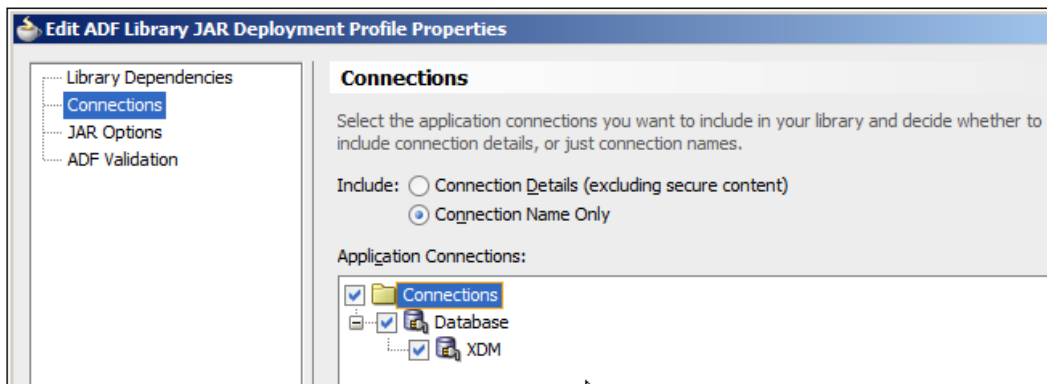 Edit ADF Library JAR Deployment Profile Properties
Library Dependencies
Connections
JAR Options
ADF Validation
Connections
Select the application connections you want to include in your library and decide whether to
include connection details, or just connection names.
Include: Connection Details (excluding secure content)
Connection Name Only
Application Connections:
Connections
Database
XDM